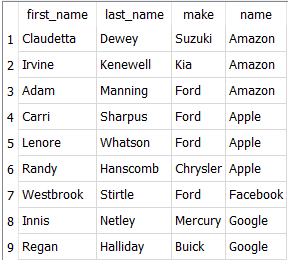 first_name last_name make name
1 Claudetta Dewey Suzuki Amazon
2 Irvine Kenewell Kia Amazon
3 Adam Manning Ford Amazon
4 Carri Sharpus Ford Apple
5 Lenore Whatson Ford Apple
6 Randy Hanscomb Chrysler Apple
7 Westbrook Stirtle Ford Facebook
8 Innis Netley Mercury Google
9 Regan Halliday Buick Google